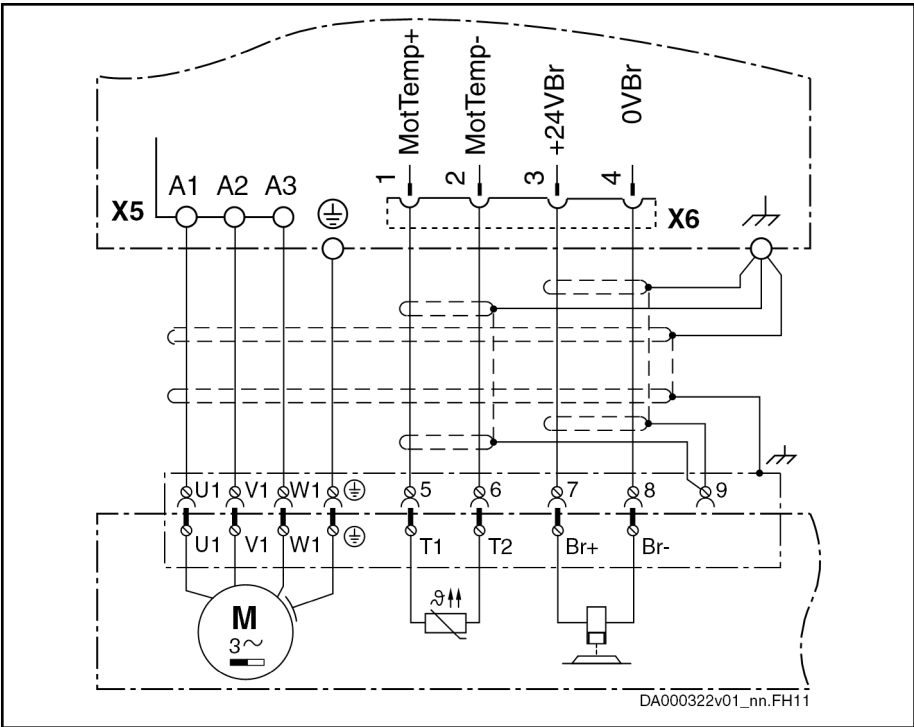 MotTemp+
MotTemp-
+24VBr
0VBr
1
2
3
4
A1 A2 A3
X5
X6
U1 V1 W1 5 6 7 8 9
U1 V1 W1 T1 T2 Br+ Br-
ϑ
M
3~
DA000322v01_nn.FH11